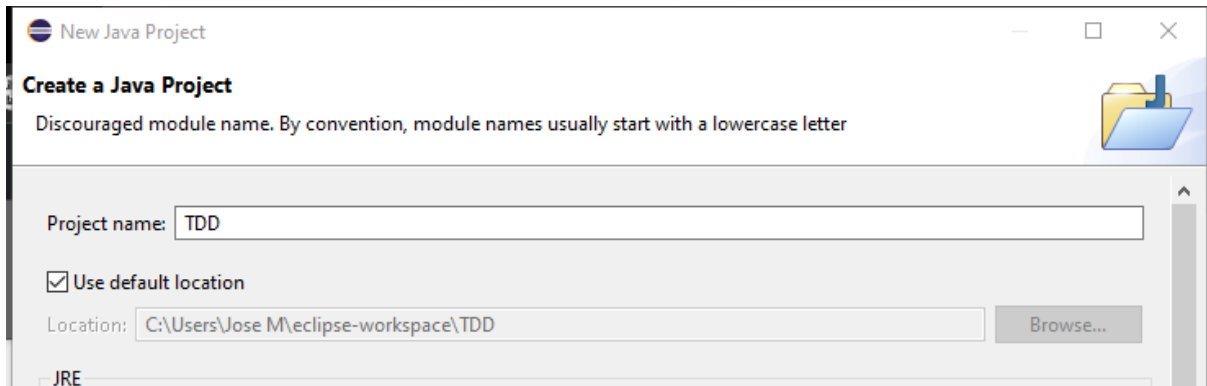 New Java Project
Create a Java Project
Discouraged module name. By convention, module names usually start with a lowercase letter
Project name: TDD
Use default location
Location: C:\Users\Jose M\eclipse-workspace\TDD Browse...
JRE